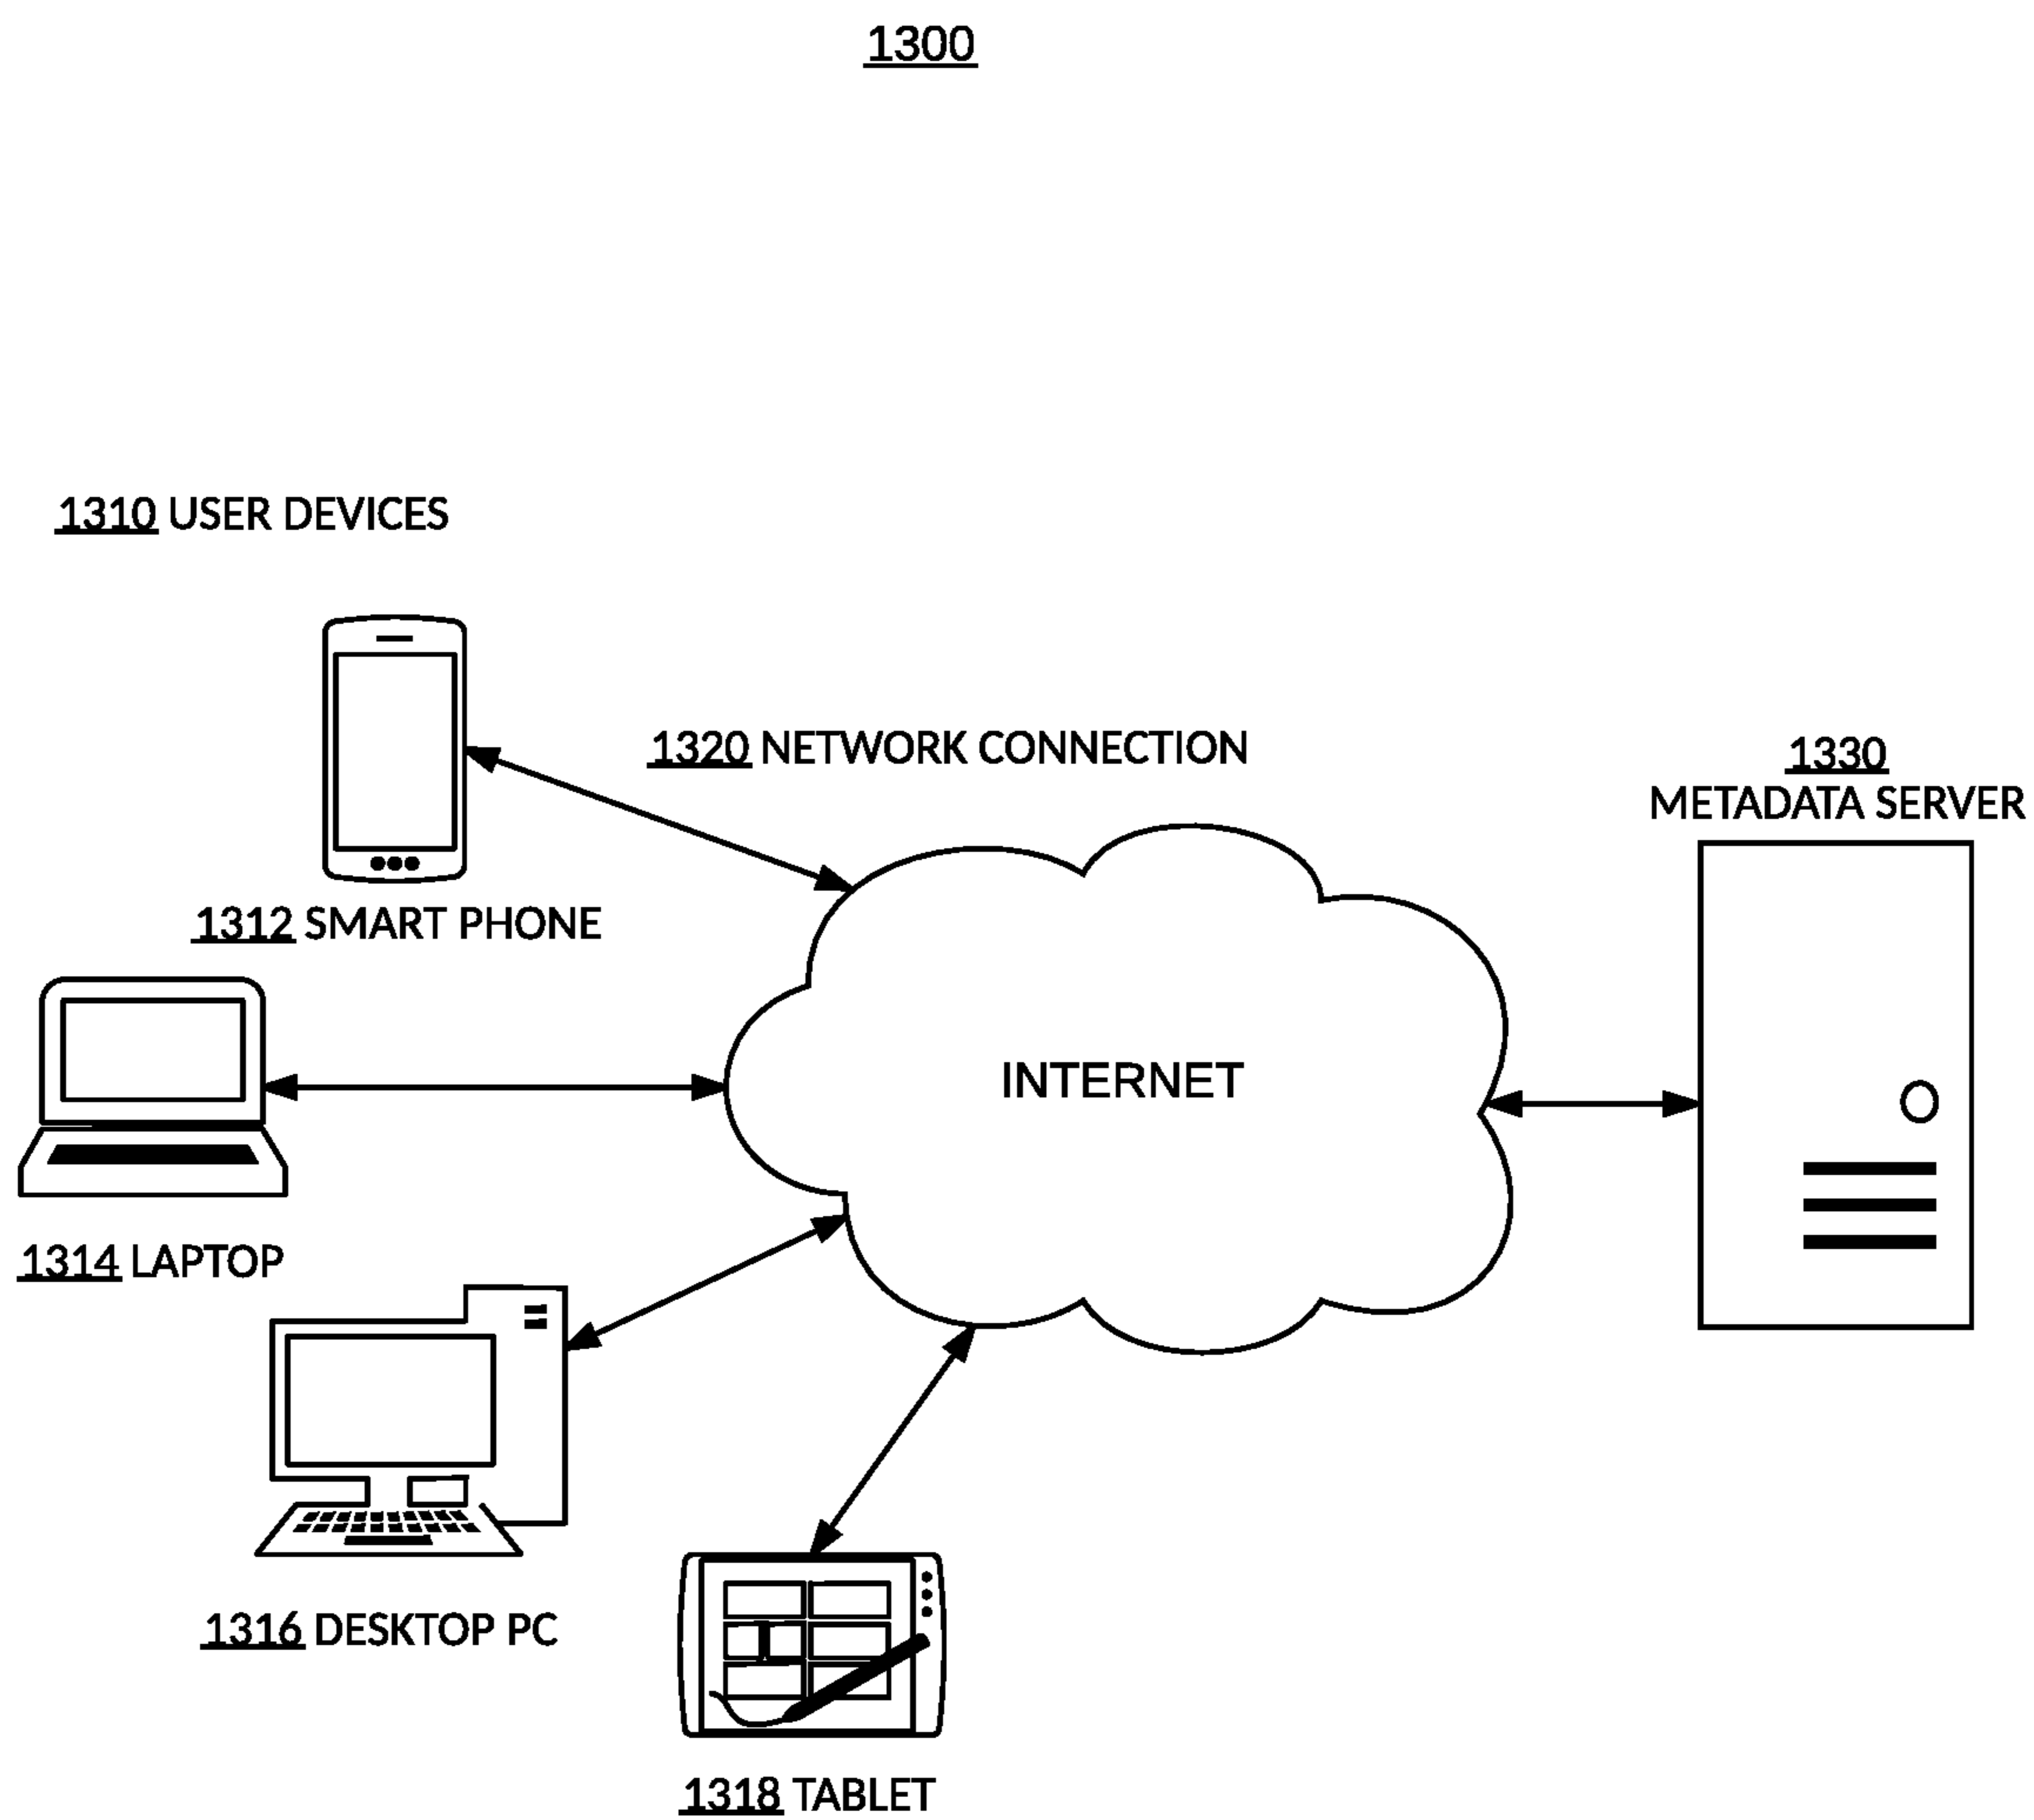 1300
1310 USER DEVICES
1320 NETWORK CONNECTION
1330
METADATA SERVER
1312 SMART PHONE
INTERNET
1314 LAPTOP
1316 DESKTOP PC
1318 TABLET